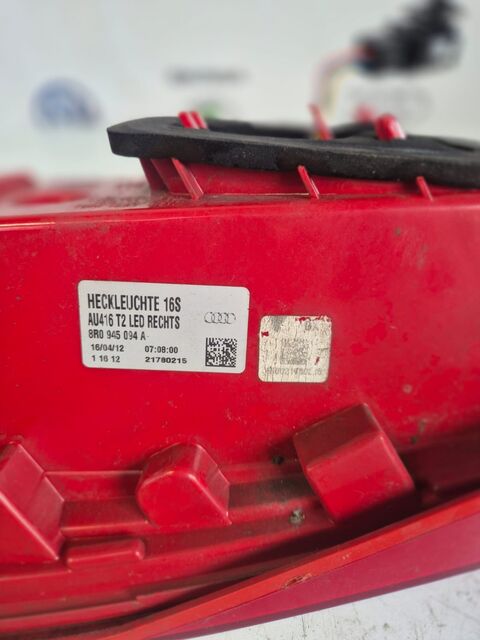 HECKLEUCHTE 16S
AU416 T2 LED RECHTS
8R0 945 094 A
16/04/12 07:08:00
1 16 12 21780215